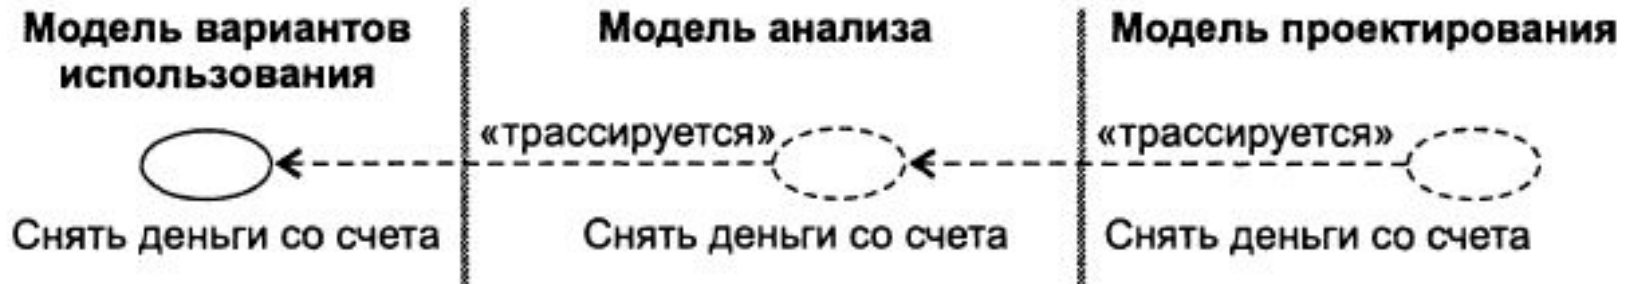 Модель вариантов
использования
Модель анализа
Модель проектирования
«трассируется»
«трассируется»
Снять деньги со счета
Снять деньги со счета
Снять деньги со счета